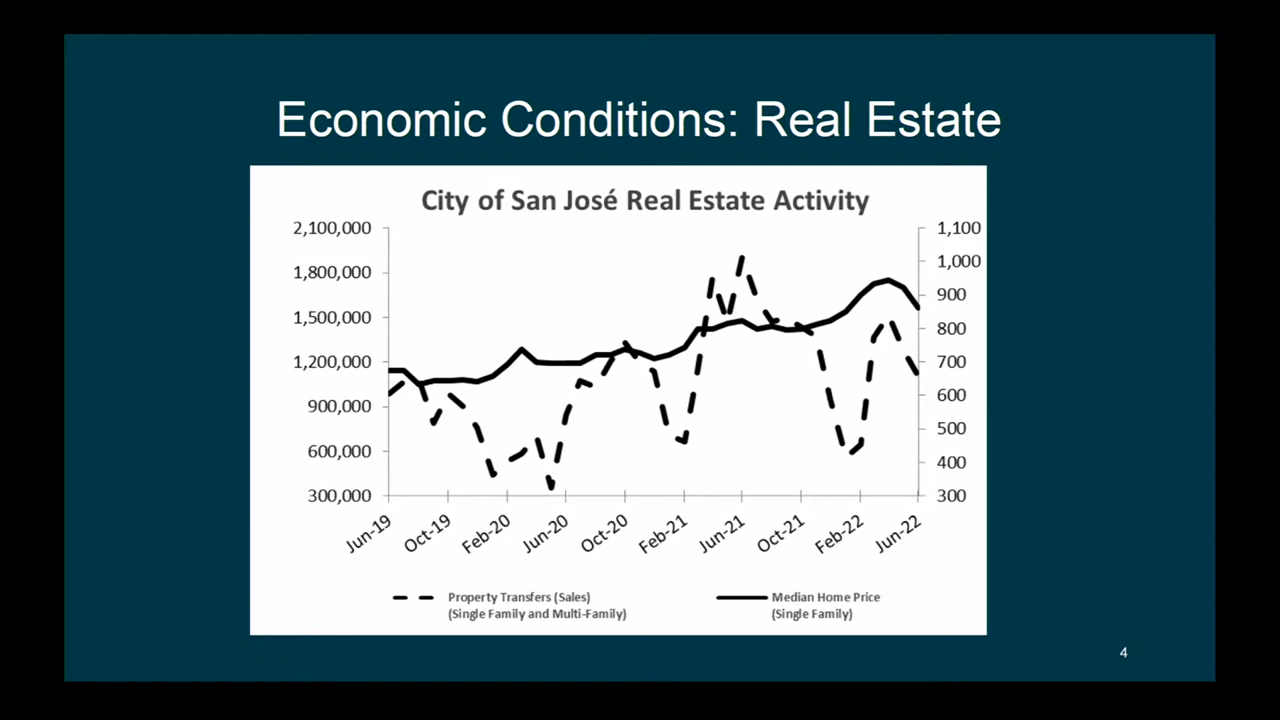 Economic Conditions: Real Estate
City of San José Real Estate Activity
2,100,000
1,800,000
1,500,000
1,200,000
900,000
600,000
300,000
1,100
1,000
900
800
700
600
500
400
300
Jun-19
Oct-19
Feb-20
Jun-20
Oct-20
Feb-21
Jun-21
Oct-21
Feb-22
Jun-22
Property Transfers (Sales)
(Single Family and Multi-Family)
Median Home Price
(Single Family)
4